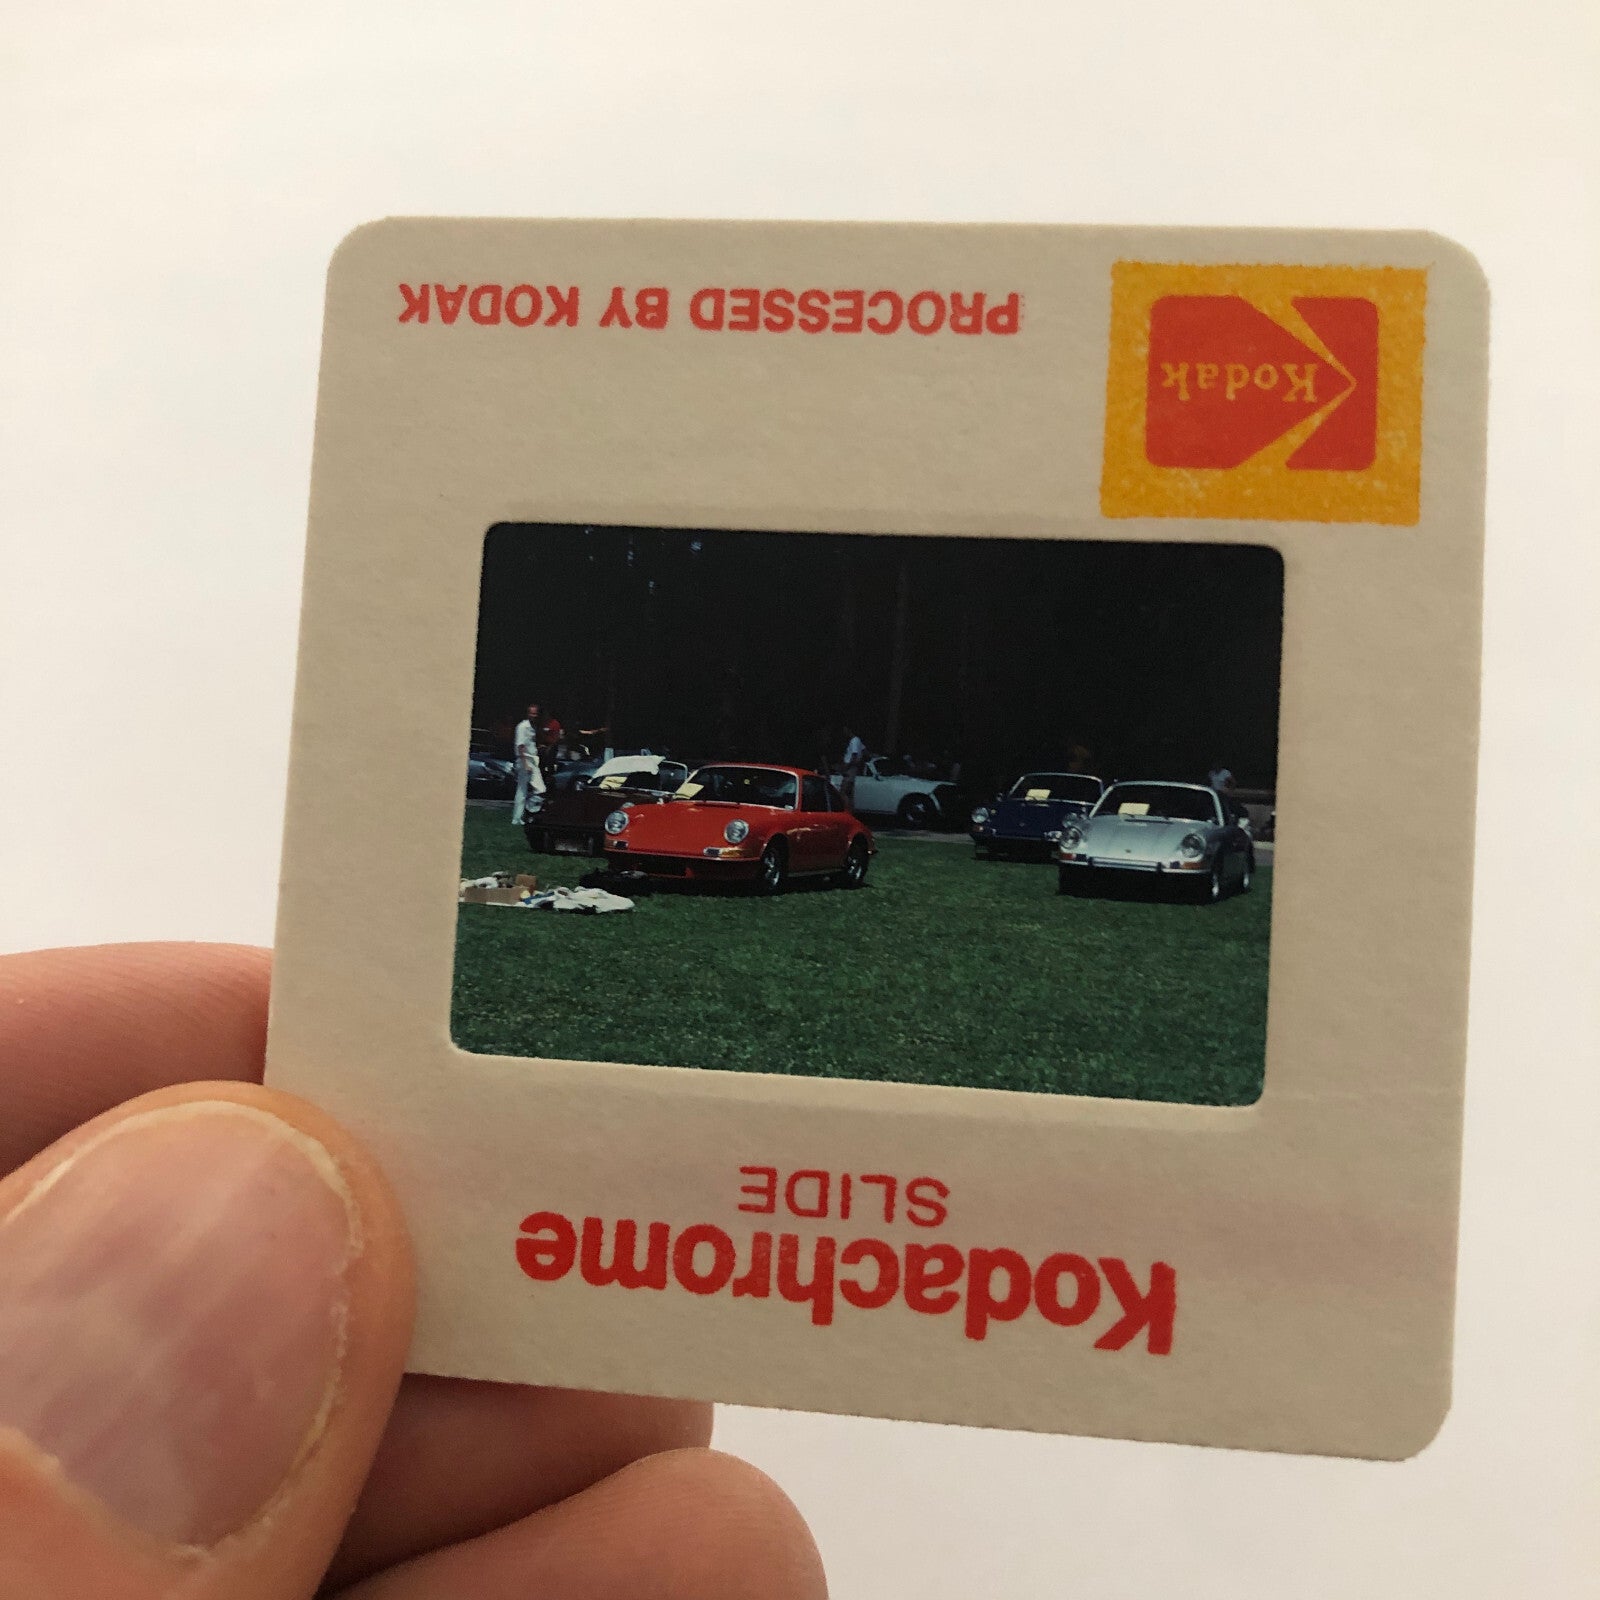 Kodachrome
SLIDE
PROCESSED BY KODAK
Kodak